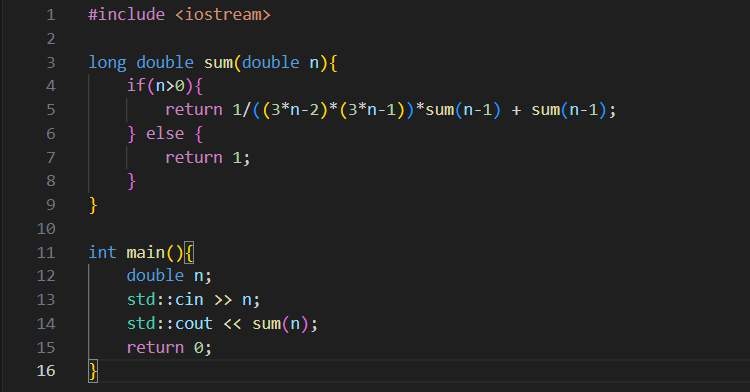 1 #include <iostream>
2
3 long double sum(double n){
4     if(n>0){
5         return 1/((3*n-2)*(3*n-1))*sum(n-1) + sum(n-1);
6     } else {
7         return 1;
8     }
9 }
10
11 int main(){
12     double n;
13     std::cin >> n;
14     std::cout << sum(n);
15     return 0;
16 }